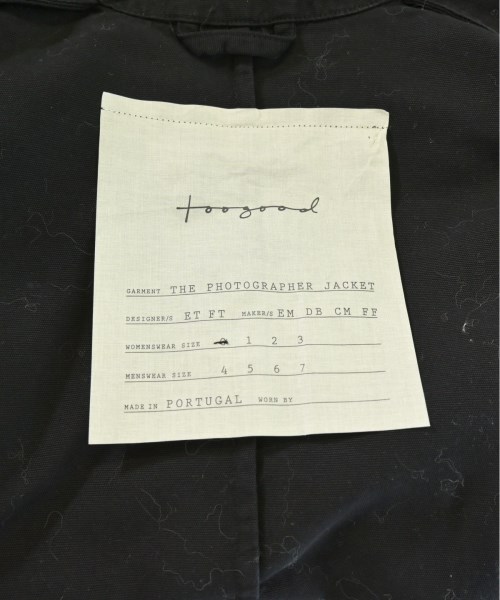 toogood
GARMENT THE PHOTOGRAPHER JACKET
DESIGNER/S ET FT MAKER/S EM DB CM FF
WOMENSWEAR SIZE 0 1 2 3
MENSWEAR SIZE 4 5 6 7
MADE IN PORTUGAL WORN BY